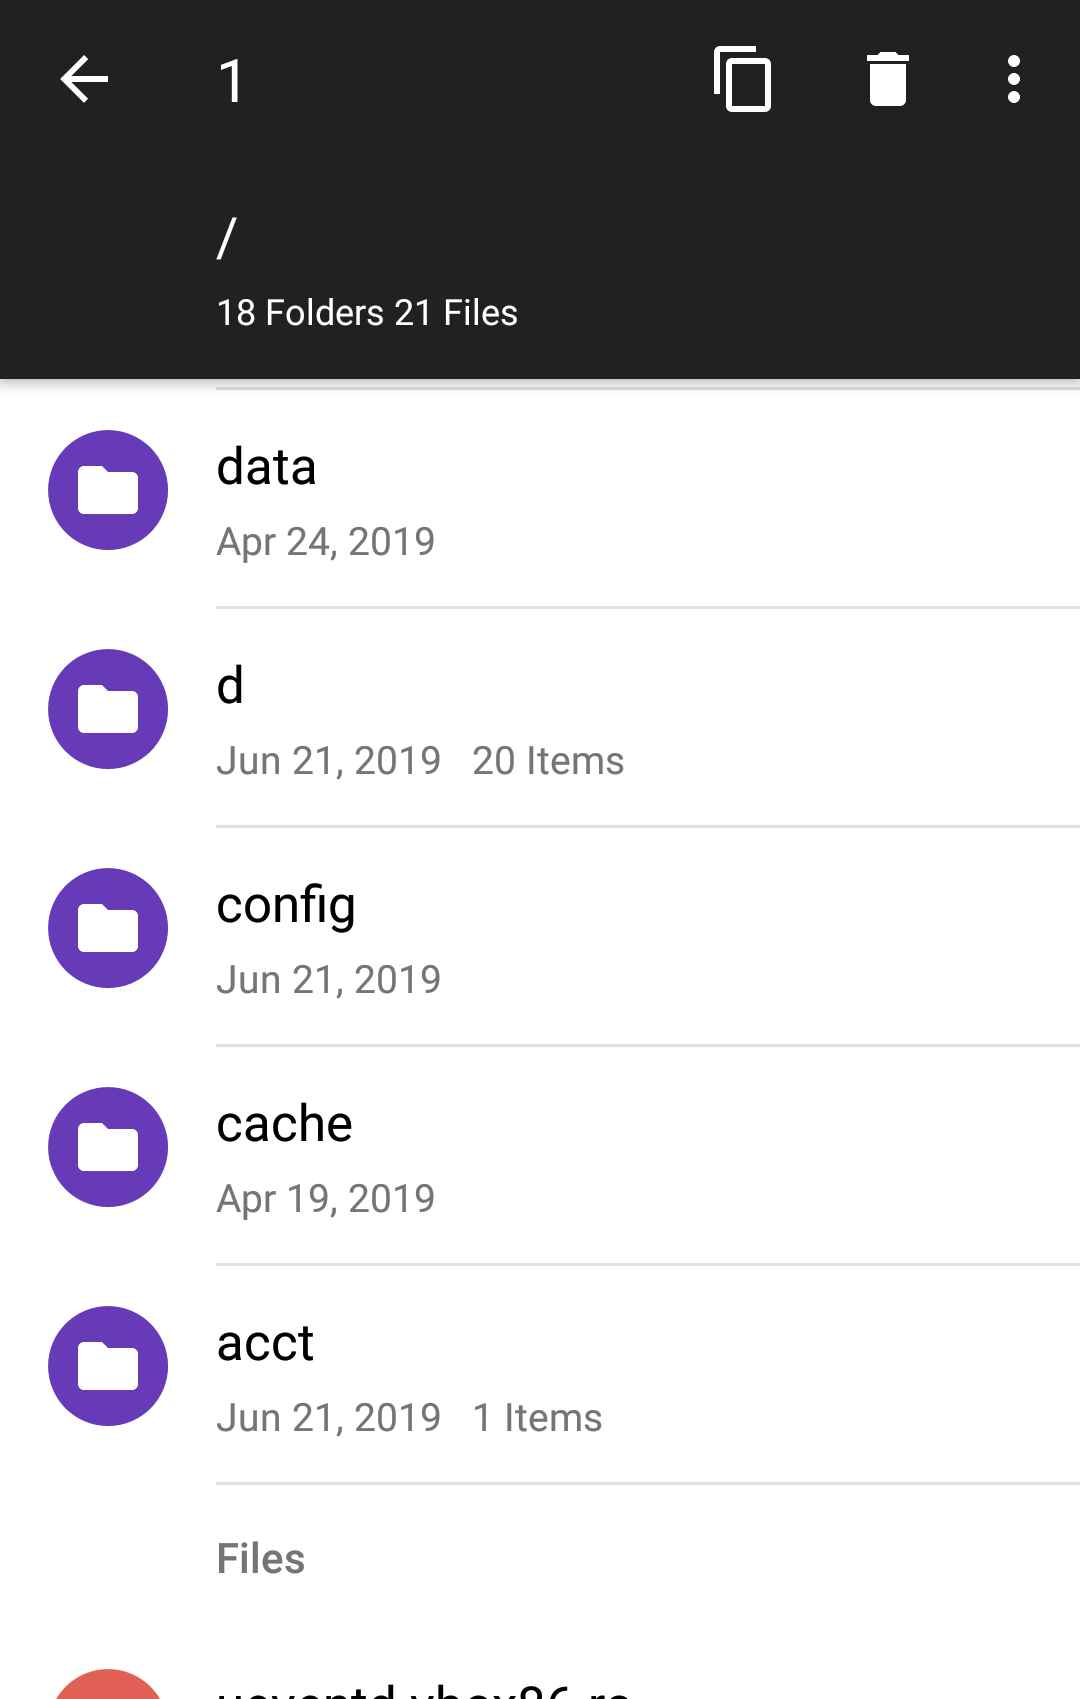 1
/
18 Folders 21 Files
data
Apr 24, 2019
d
Jun 21, 2019 20 Items
config
Jun 21, 2019
cache
Apr 19, 2019
acct
Jun 21, 2019 1 Items
Files